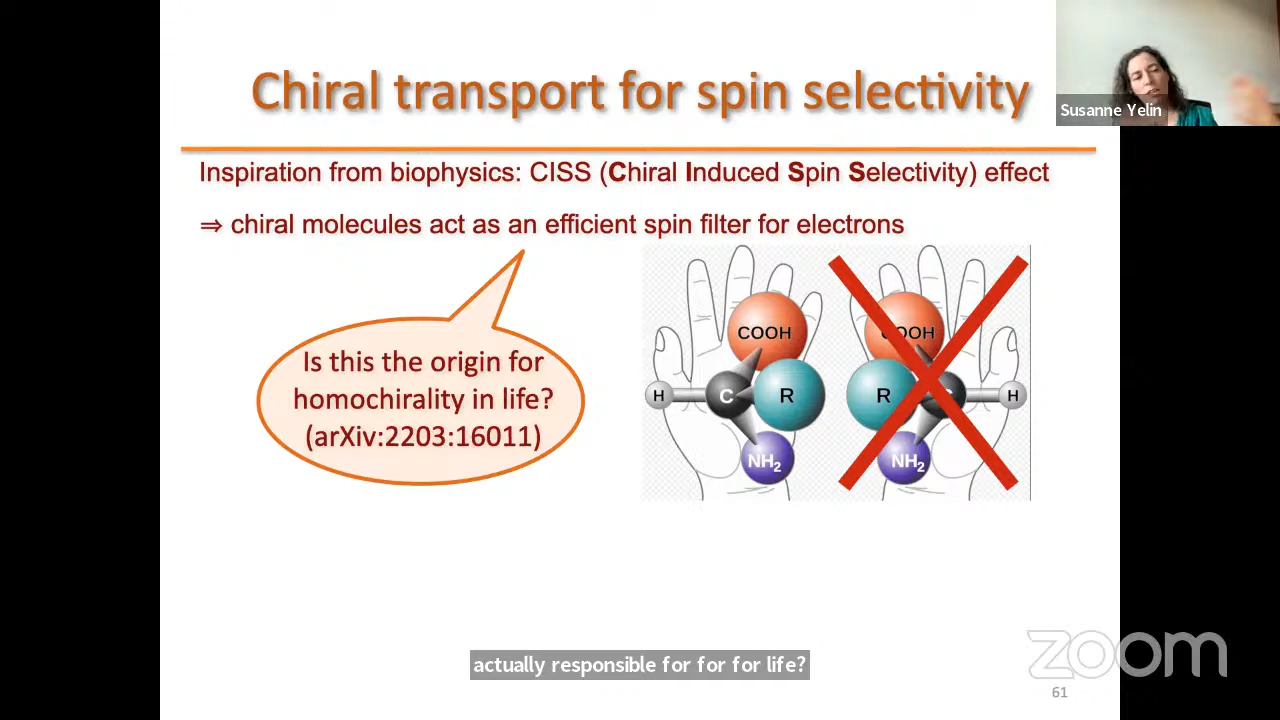 Chiral transport for spin selectivity
Susanne Yelin
Inspiration from biophysics: CISS (Chiral Induced Spin Selectivity) effect
⇒ chiral molecules act as an efficient spin filter for electrons
Is this the origin for
homochirality in life?
(arXiv:2203:16011)
COOH
H
C
R
NH2
COOH
R
C
H
NH2
actually responsible for for for life?
zoom
61